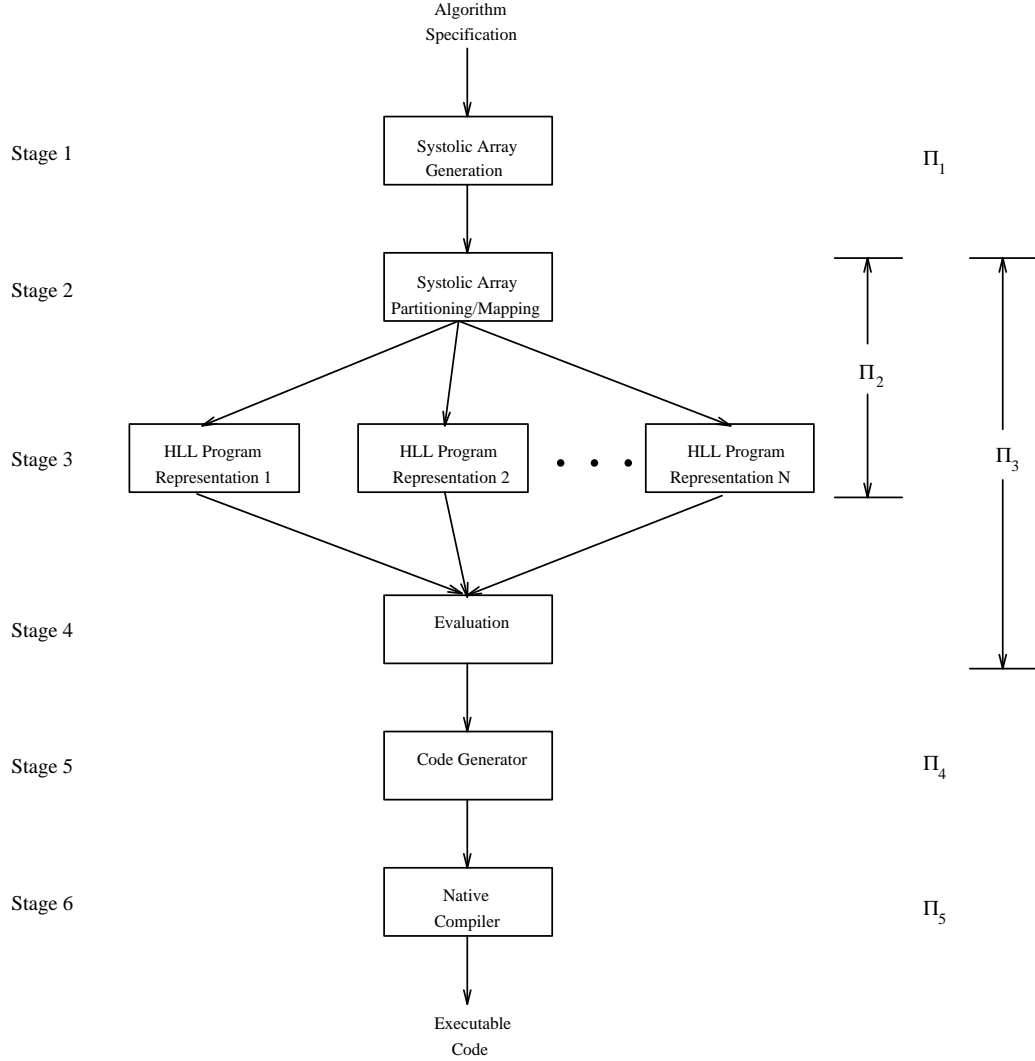 Algorithm
Specification
Stage 1
Systolic Array
Generation
Π1
Stage 2
Systolic Array
Partitioning/Mapping
Π2
Stage 3
HLL Program
Representation 1
HLL Program
Representation 2
• • •
HLL Program
Representation N
Π3
Stage 4
Evaluation
Stage 5
Code Generator
Π4
Stage 6
Native
Compiler
Π5
Executable
Code